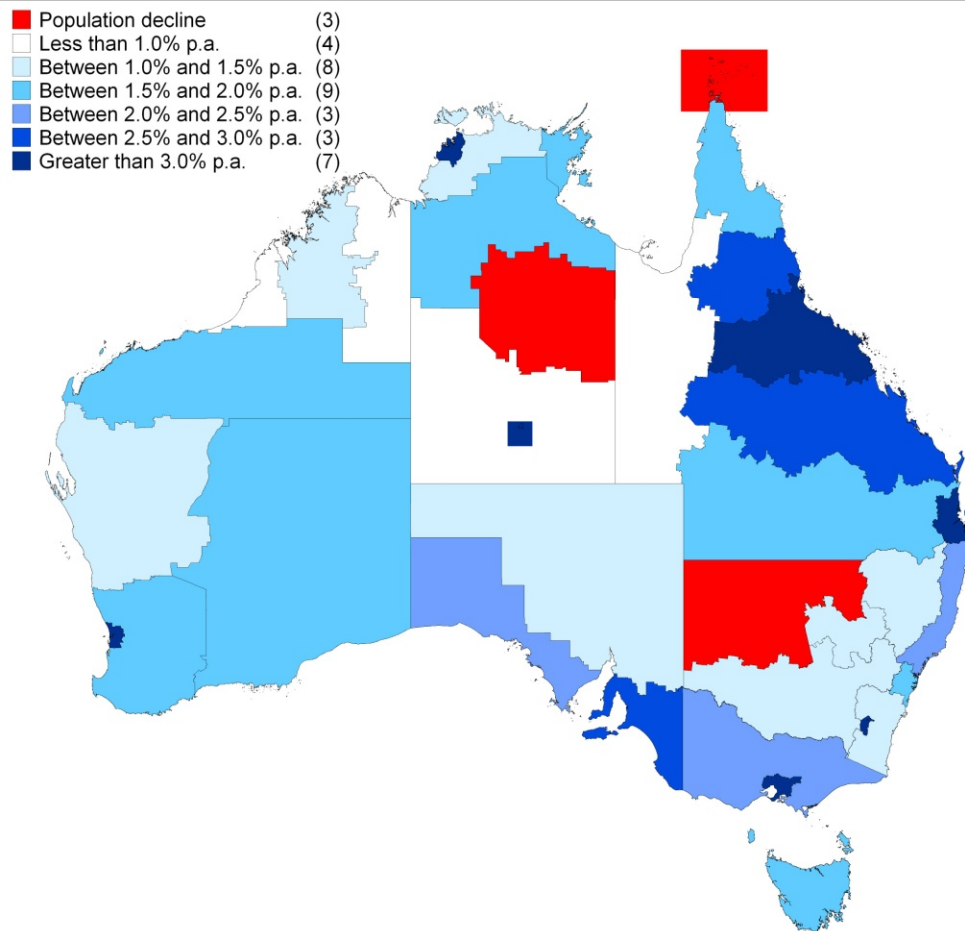 Population decline (3)
Less than 1.0% p.a. (4)
Between 1.0% and 1.5% p.a. (8)
Between 1.5% and 2.0% p.a. (9)
Between 2.0% and 2.5% p.a. (3)
Between 2.5% and 3.0% p.a. (3)
Greater than 3.0% p.a. (7)